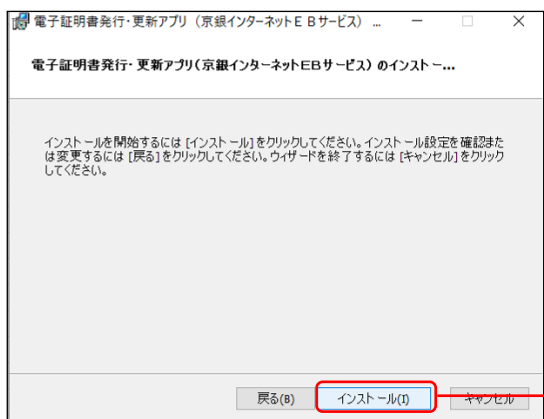 電子証明書発行・更新アプリ（京銀インターネットＥＢサービス） ...
電子証明書発行・更新アプリ（京銀インターネットEBサービス）のインストー...
インストールを開始するには [インストール] をクリックしてください。インストール設定を確認また
は変更するには [戻る] をクリックしてください。ウィザードを終了するには [キャンセル] をクリック
してください。
戻る(B)
インストール(I)
キャンセル